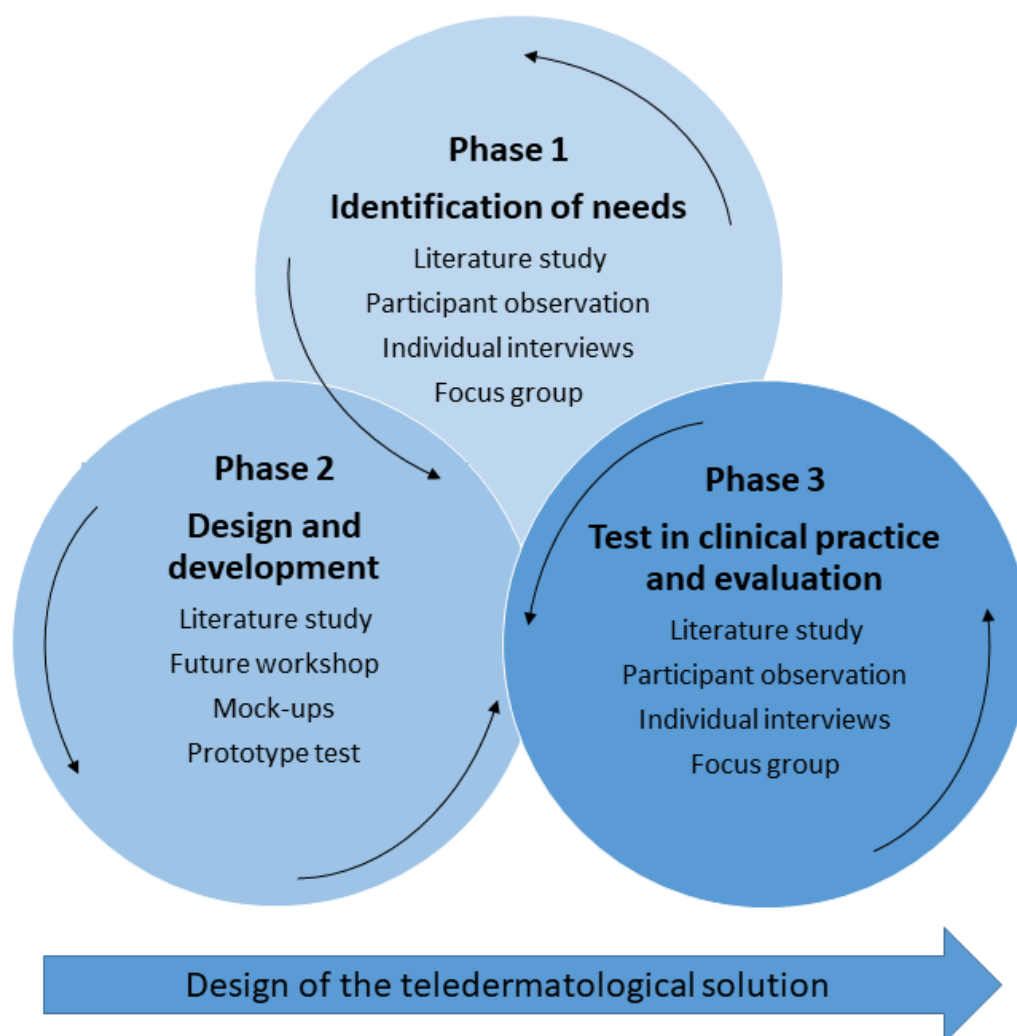 Phase 1
Identification of needs
Literature study
Participant observation
Individual interviews
Focus group
Phase 2
Design and
development
Literature study
Future workshop
Mock-ups
Prototype test
Phase 3
Test in clinical practice
and evaluation
Literature study
Participant observation
Individual interviews
Focus group
Design of the teledermatological solution